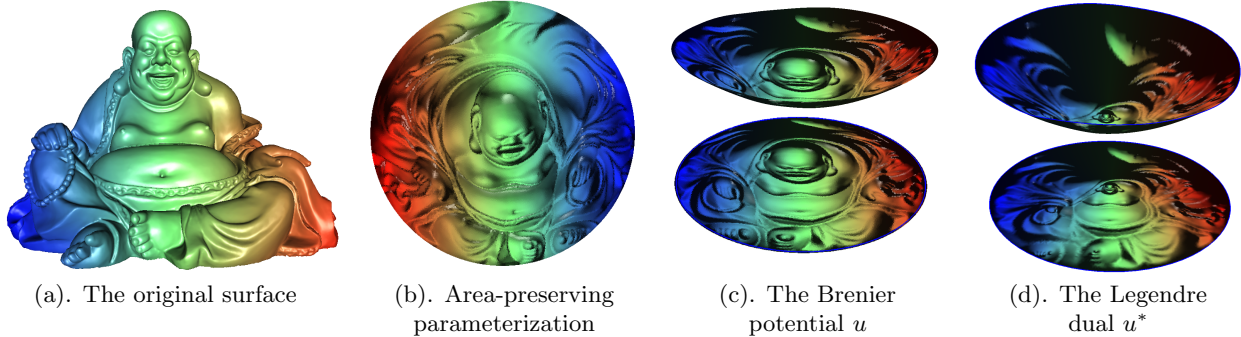 (a). The original surface
(b). Area-preserving
parameterization
(c). The Brenier
potential u
(d). The Legendre
dual u*